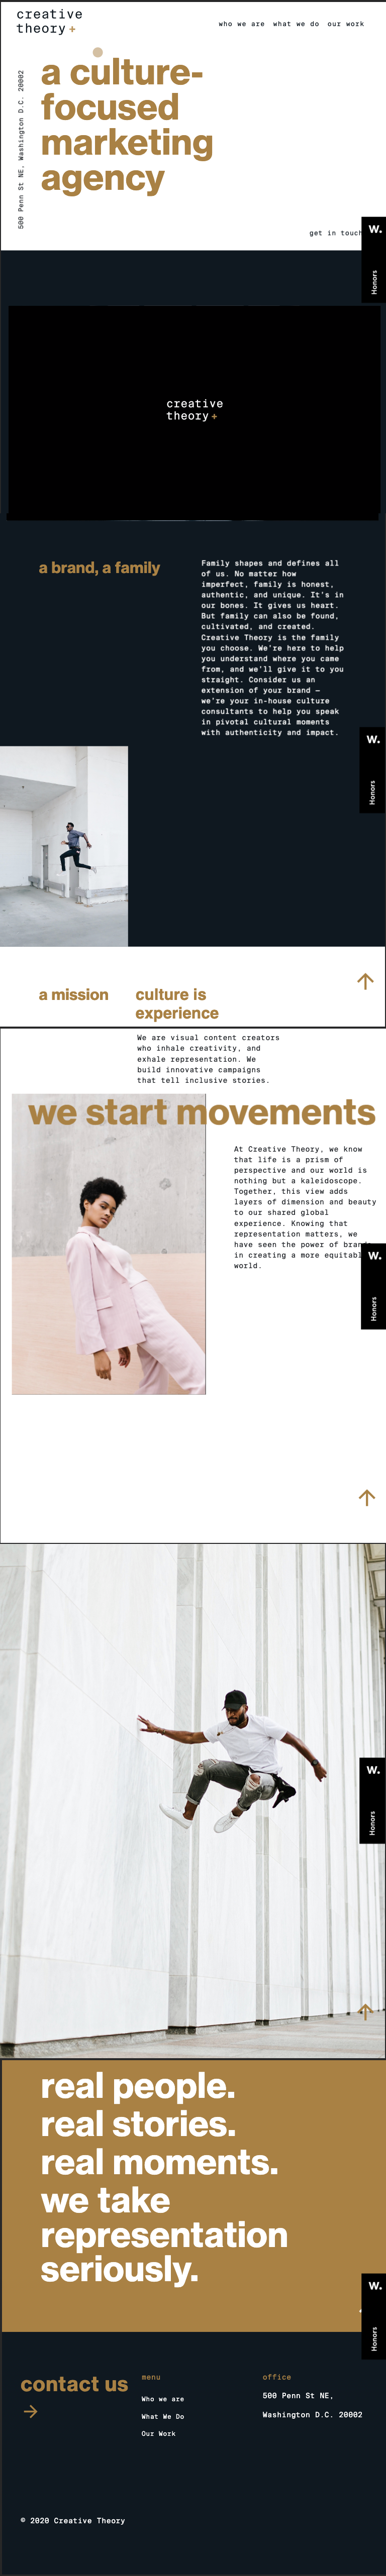 creative
theory+
who we are what we do our work
500 Penn St NE, Washington D.C. 20002
a culture-
focused
marketing
agency
get in touch
W.
Honors
creative
theory+
a brand, a family
Family shapes and defines all
of us. No matter how
imperfect, family is honest,
authentic, and unique. It's in
our bones. It gives us heart.
But family can also be found,
cultivated, and created.
Creative Theory is the family
you choose. We're here to help
you understand where you came
from, and we'll give it to you
straight. Consider us an
extension of your brand —
we're your in-house culture
consultants to help you speak
in pivotal cultural moments
with authenticity and impact.
W.
Honors
a mission
culture is
experience
We are visual content creators
who inhale creativity, and
exhale representation. We
build innovative campaigns
that tell inclusive stories.
we start movements
At Creative Theory, we know
that life is a prism of
perspective and our world is
nothing but a kaleidoscope.
Together, this view adds
layers of dimension and beauty
to our shared global
experience. Knowing that
representation matters, we
have seen the power of brand
in creating a more equitabl
world.
W.
Honors
W.
Honors
real people.
real stories.
real moments.
we take
representation
seriously.
W.
Honors
contact us
menu
Who we are
What We Do
Our Work
office
500 Penn St NE,
Washington D.C. 20002
© 2020 Creative Theory